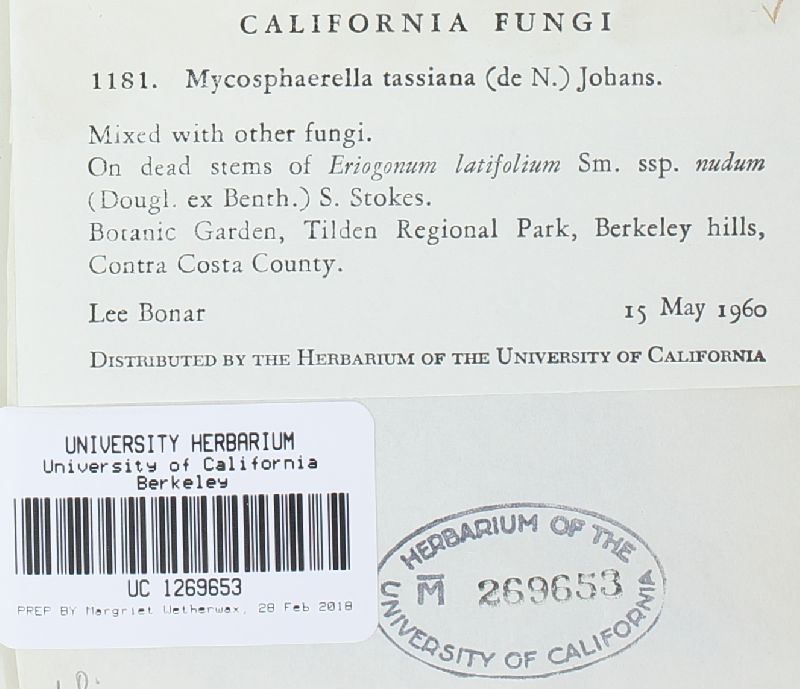 CALIFORNIA FUNGI
1181. Mycosphaerella tassiana (de N.) Johans.
Mixed with other fungi.
On dead stems of Eriogonum latifolium Sm. ssp. nudum
(Dougl. ex Benth.) S. Stokes.
Botanic Garden, Tilden Regional Park, Berkeley hills,
Contra Costa County.
Lee Bonar 15 May 1960
DISTRIBUTED BY THE HERBARIUM OF THE UNIVERSITY OF CALIFORNIA
UNIVERSITY HERBARIUM
University of California
Berkeley
UC 1269653
PREP BY Margriet Wetherwax, 28 Feb 2018
HERBARIUM OF THE
M 269653
UNIVERSITY OF CALIFORNIA